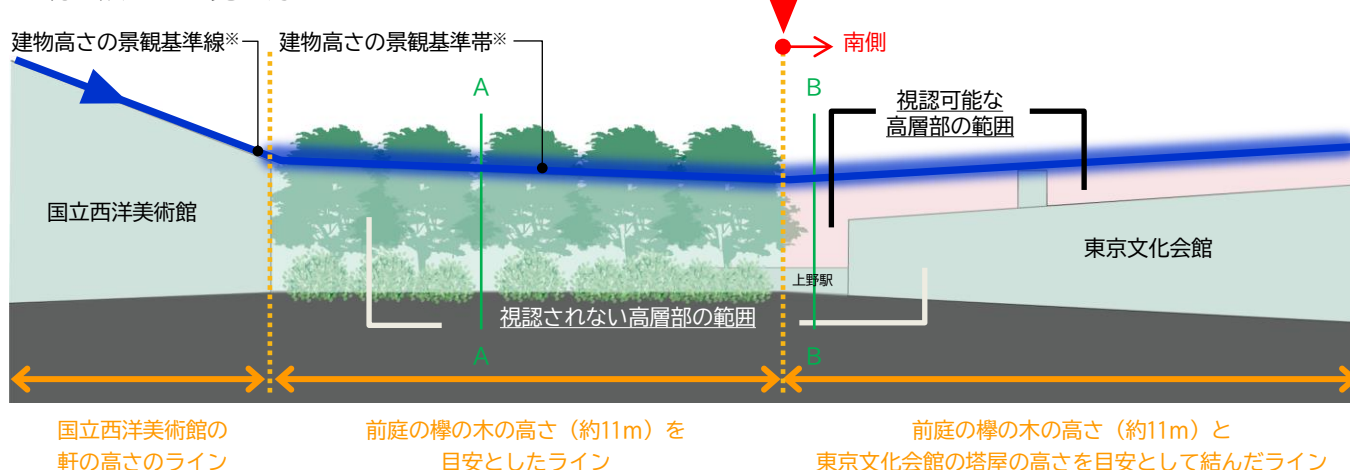 建物高さの景観基準線※
建物高さの景観基準帯※
南側
A
B
視認可能な
高層部の範囲
国立西洋美術館
東京文化会館
上野駅
視認されない高層部の範囲
A
B
国立西洋美術館の
軒の高さのライン
前庭の欅の木の高さ（約11m）を
目安としたライン
前庭の欅の木の高さ（約11m）と
東京文化会館の塔屋の高さを目安として結んだライン